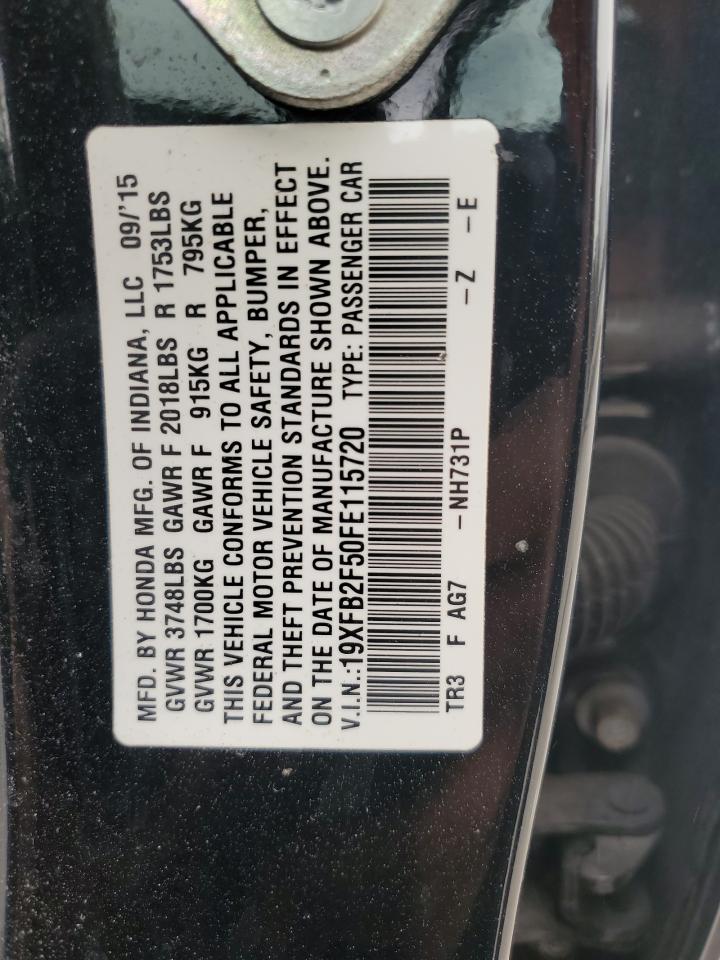 MFD. BY HONDA MFG. OF INDIANA, LLC 09/'15
GVWR 3748LBS GAWR F 2018LBS R 1753LBS
GVWR 1700KG GAWR F 915KG R 795KG
THIS VEHICLE CONFORMS TO ALL APPLICABLE
FEDERAL MOTOR VEHICLE SAFETY, BUMPER,
AND THEFT PREVENTION STANDARDS IN EFFECT
ON THE DATE OF MANUFACTURE SHOWN ABOVE.
V.I.N.:19XFB2F50FE115720 TYPE: PASSENGER CAR
TR3 F AG7 -NH731P -Z -E